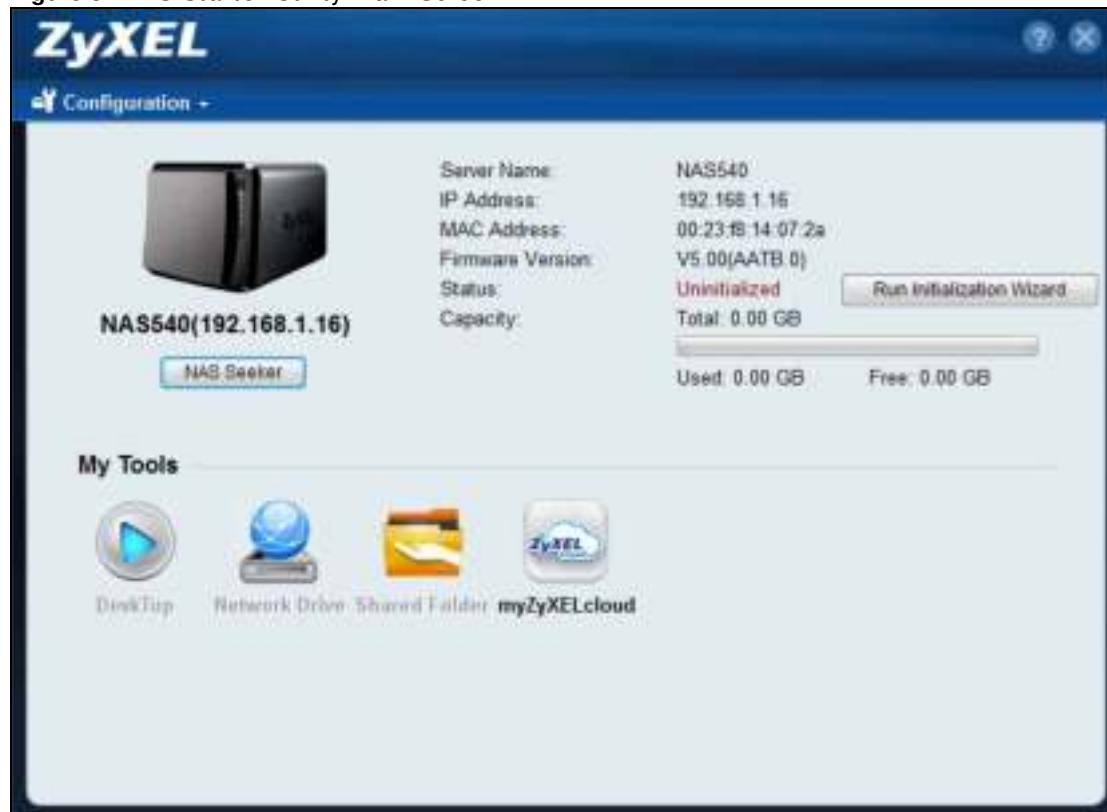 ZyXEL
Configuration
Server Name: NAS540
IP Address: 192.168.1.16
MAC Address: 00:23:f8:14:07:2a
Firmware Version: V5.00(AATB.0)
Status: Uninitialized Run Initialization Wizard
Capacity: Total: 0.00 GB
Used: 0.00 GB Free: 0.00 GB
NAS540(192.168.1.16)
NAS Seeker
My Tools
ZyXEL
DeskTop Network Drive Shared Folder myZyXELcloud